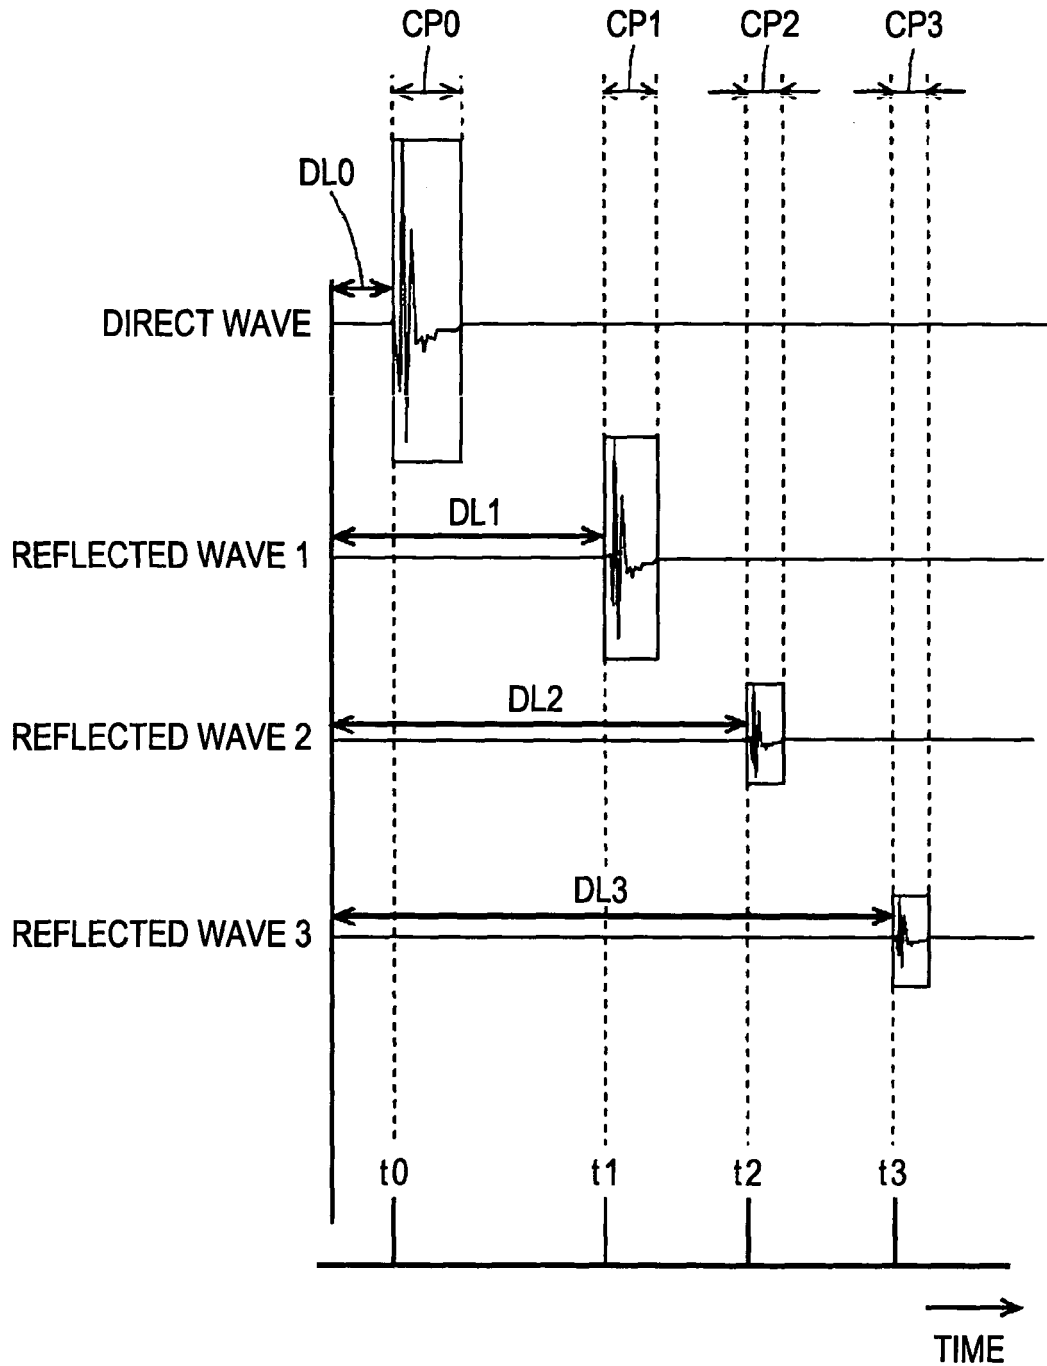 CP0 CP1 CP2 CP3
DL0
DIRECT WAVE
DL1
REFLECTED WAVE 1
DL2
REFLECTED WAVE 2
DL3
REFLECTED WAVE 3
t0 t1 t2 t3
TIME